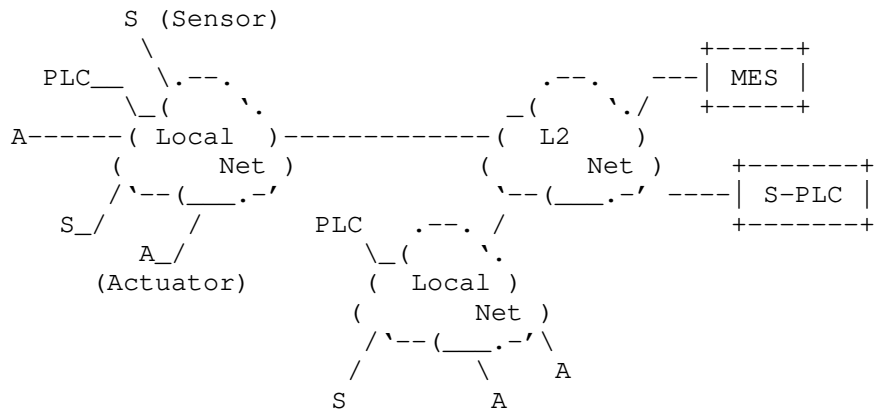 S (Sensor)
PLC
MES
A Local L2
Net Net
S-PLC
S PLC
A
(Actuator) Local
Net
A
S A